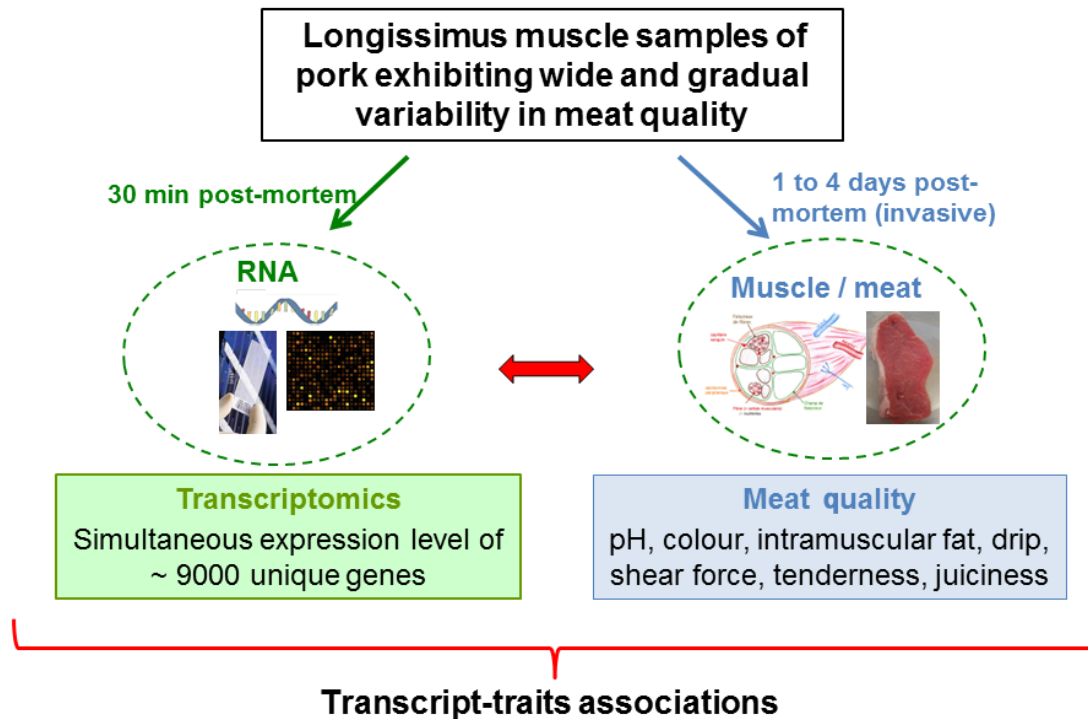 Longissimus muscle samples of
pork exhibiting wide and gradual
variability in meat quality
30 min post-mortem
1 to 4 days post-
mortem (invasive)
RNA
Muscle / meat
Transcriptomics
Simultaneous expression level of
~ 9000 unique genes
Meat quality
pH, colour, intramuscular fat, drip,
shear force, tenderness, juiciness
Transcript-traits associations